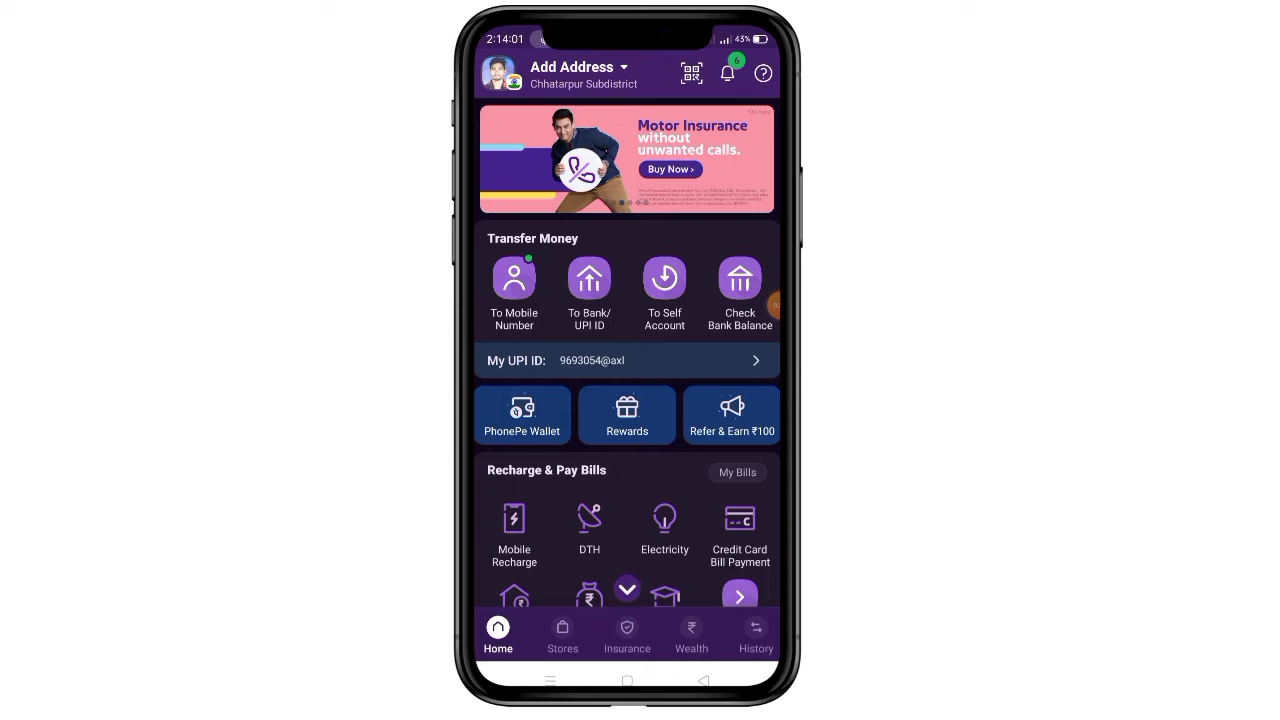 2:14:01
43%
Add Address
6
Chhatarpur Subdistrict
Motor Insurance
without
unwanted calls.
Buy Now ›
Transfer Money
To Mobile
Number
To Bank/
UPI ID
To Self
Account
Check
Bank Balance
My UPI ID: 9693054@axl
PhonePe Wallet
Rewards
Refer & Earn ₹100
Recharge & Pay Bills
My Bills
Mobile
Recharge
DTH
Electricity
Credit Card
Bill Payment
Home
Stores
Insurance
Wealth
History